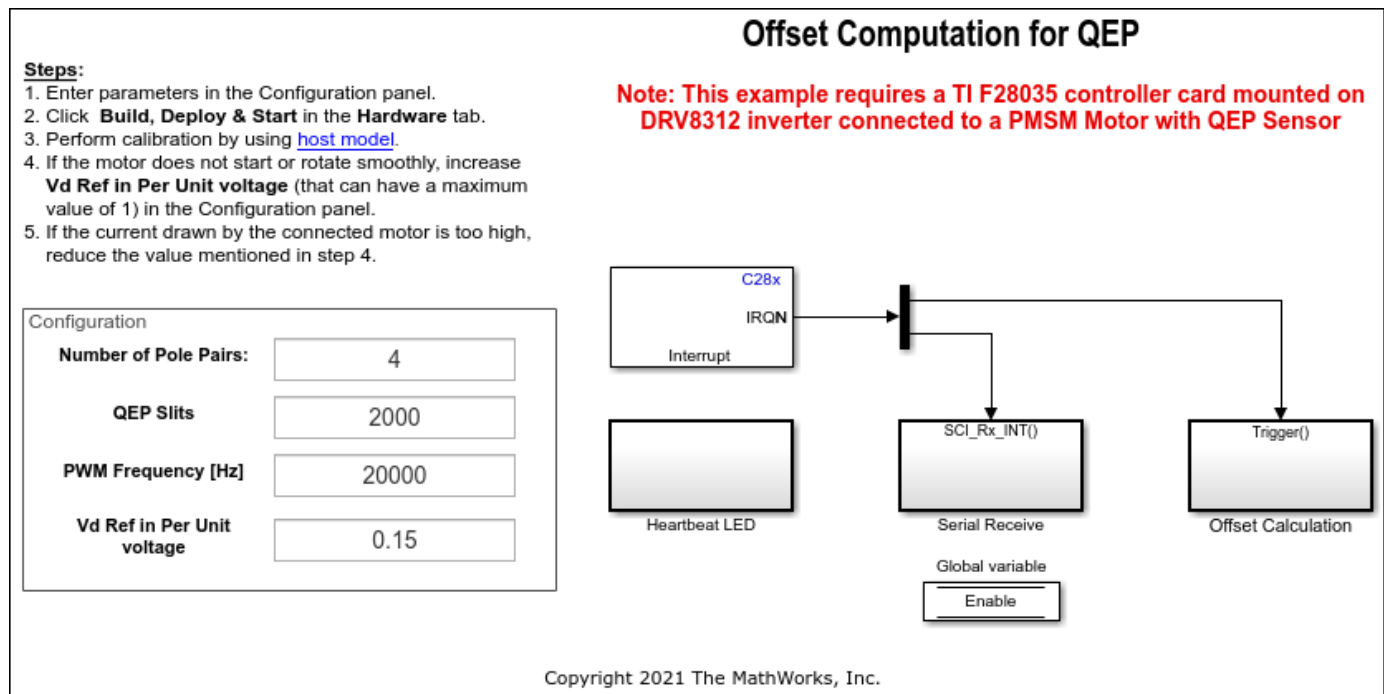 Offset Computation for QEP
Steps:
1. Enter parameters in the Configuration panel.
2. Click Build, Deploy & Start in the Hardware tab.
3. Perform calibration by using host model.
4. If the motor does not start or rotate smoothly, increase
Vd Ref in Per Unit voltage (that can have a maximum
value of 1) in the Configuration panel.
5. If the current drawn by the connected motor is too high,
reduce the value mentioned in step 4.
Note: This example requires a TI F28035 controller card mounted on
DRV8312 inverter connected to a PMSM Motor with QEP Sensor
Configuration
Number of Pole Pairs: 4
QEP Slits 2000
PWM Frequency [Hz] 20000
Vd Ref in Per Unit
voltage 0.15
C28x
IRQN
Interrupt
Heartbeat LED
SCI_Rx_INT()
Serial Receive
Trigger()
Offset Calculation
Global variable
Enable
Copyright 2021 The MathWorks, Inc.